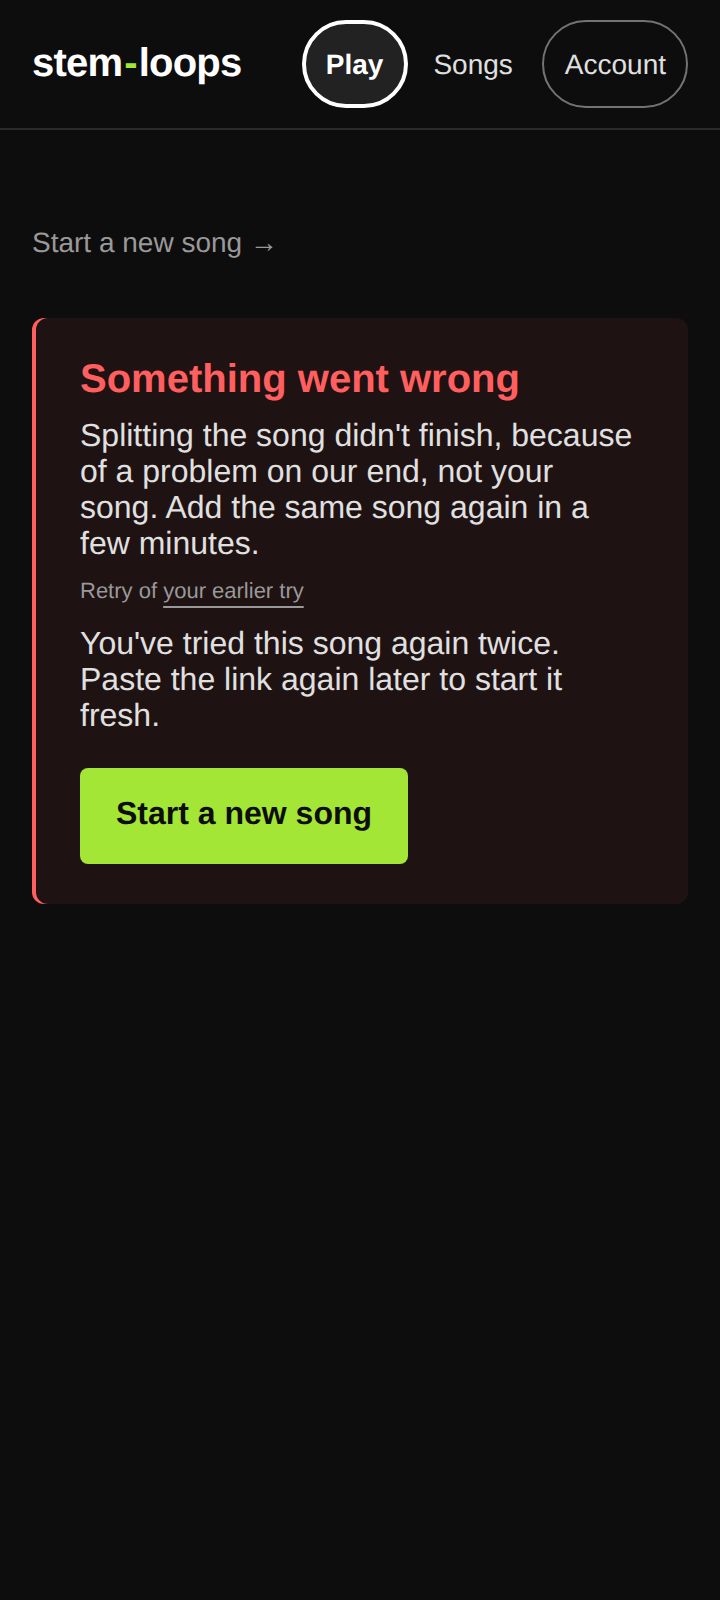 stem-loops
Play
Songs
Account
Start a new song →
Something went wrong
Splitting the song didn't finish, because
of a problem on our end, not your
song. Add the same song again in a
few minutes.
Retry of your earlier try
You've tried this song again twice.
Paste the link again later to start it
fresh.
Start a new song